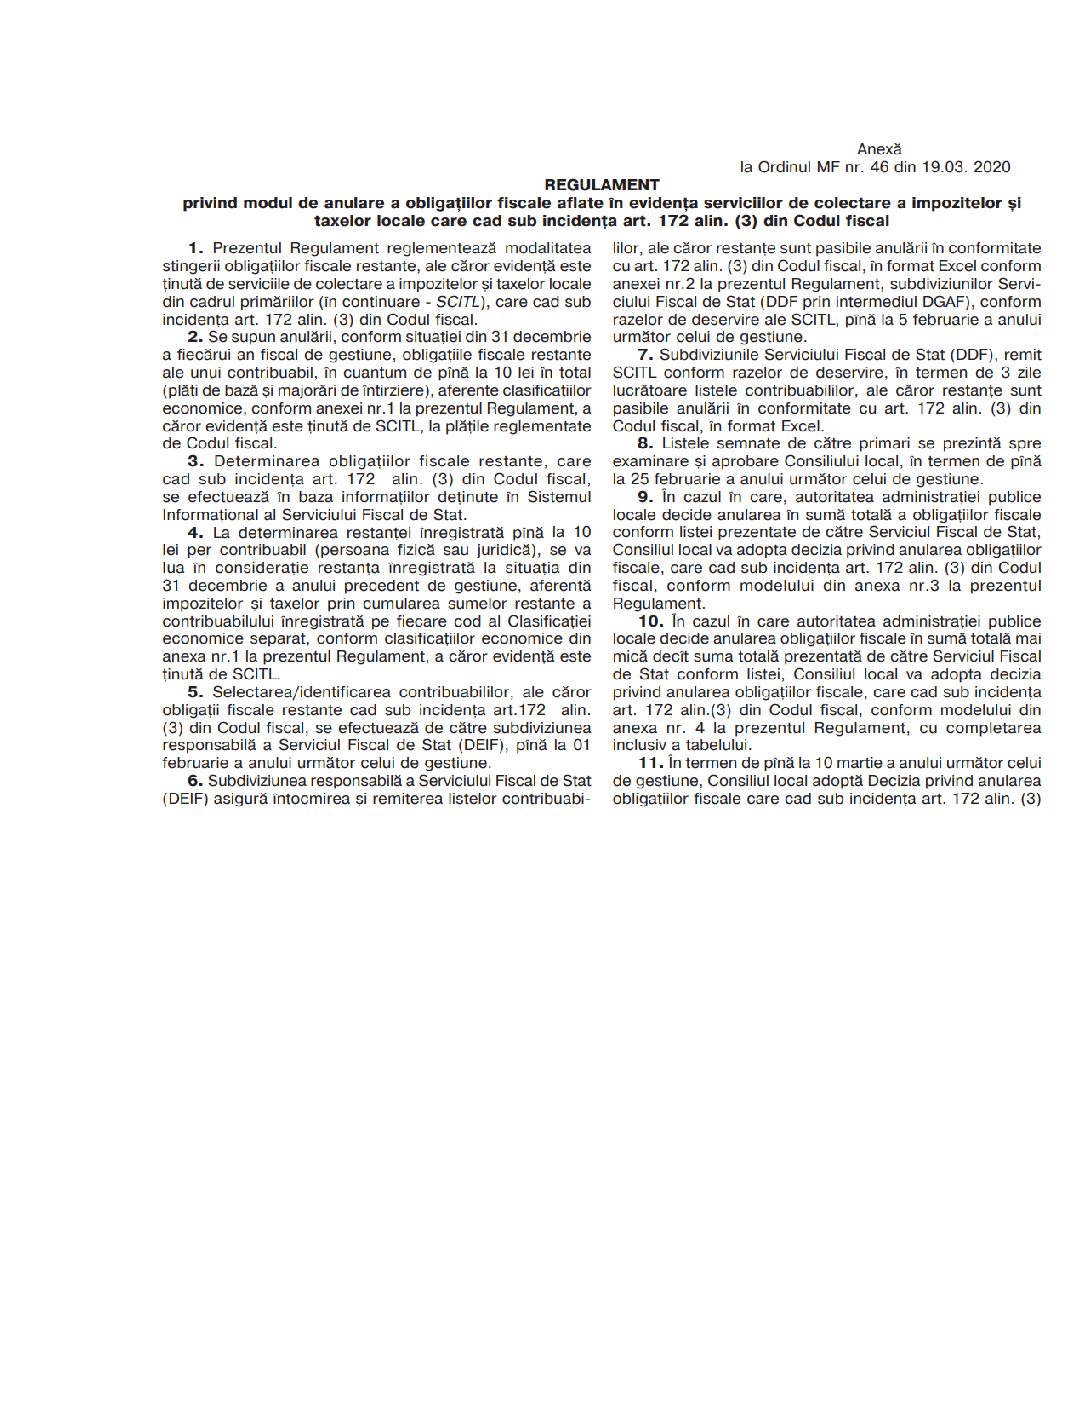 Anexă
la Ordinul MF nr. 46 din 19.03. 2020
REGULAMENT
privind modul de anulare a obligațiilor fiscale aflate în evidența serviciilor de colectare a impozitelor și
taxelor locale care cad sub incidența art. 172 alin. (3) din Codul fiscal
1. Prezentul Regulament reglementează modalitatea
stingerii obligațiilor fiscale restante, ale căror evidență este
ținută de serviciile de colectare a impozitelor și taxelor locale
din cadrul primăriilor (în continuare - SCITL), care cad sub
incidența art. 172 alin. (3) din Codul fiscal.
2. Se supun anulării, conform situației din 31 decembrie
a fiecărui an fiscal de gestiune, obligațiile fiscale restante
ale unui contribuabil, în cuantum de pînă la 10 lei în total
(plăți de bază și majorări de întirziere), aferente clasificatiilor
economice, conform anexei nr.1 la prezentul Regulament, a
căror evidență este ținută de SCITL, la plățile reglementate
de Codul fiscal.
3. Determinarea obligațiilor fiscale restante, care
cad sub incidența art. 172 alin. (3) din Codul fiscal,
se efectuează în baza informațiilor deținute în Sistemul
Informațional al Serviciului Fiscal de Stat.
4. La determinarea restanței înregistrată pînă la 10
lei per contribuabil (persoana fizică sau juridică), se va
lua în considerație restanța înregistrată la situația din
31 decembrie a anului precedent de gestiune, aferentă
impozitelor și taxelor prin cumularea sumelor restante a
contribuabilului înregistrată pe fiecare cod al Clasificației
economice separat, conform clasificațiilor economice din
anexa nr.1 la prezentul Regulament, a căror evidență este
ținută de SCITL.
5. Selectarea/identificarea contribuabililor, ale căror
obligații fiscale restante cad sub incidența art.172 alin.
(3) din Codul fiscal, se efectuează de către subdiviziunea
responsabilă a Serviciul Fiscal de Stat (DEIF), pînă la 01
februarie a anului următor celui de gestiune.
6. Subdiviziunea responsabilă a Serviciului Fiscal de Stat
(DEIF) asigură întocmirea și remiterea listelor contribuabi-
lilor, ale căror restanțe sunt pasibile anulării în conformitate
cu art. 172 alin. (3) din Codul fiscal, în format Excel conform
anexei nr.2 la prezentul Regulament, subdiviziunilor Servi-
ciului Fiscal de Stat (DDF prin intermediul DGAF), conform
razelor de deservire ale SCITL, pînă la 5 februarie a anului
următor celui de gestiune.
7. Subdiviziunile Serviciului Fiscal de Stat (DDF), remit
SCITL conform razelor de deservire, în termen de 3 zile
lucrătoare listele contribuabililor, ale căror restanțe sunt
pasibile anulării în conformitate cu art. 172 alin. (3) din
Codul fiscal, în format Excel.
8. Listele semnate de către primari se prezintă spre
examinare și aprobare Consiliului local, în termen de pînă
la 25 februarie a anului următor celui de gestiune.
9. În cazul în care, autoritatea administrației publice
locale decide anularea în sumă totală a obligațiilor fiscale
conform listei prezentate de către Serviciul Fiscal de Stat,
Consiliul local va adopta decizia privind anularea obligațiilor
fiscale, care cad sub incidența art. 172 alin. (3) din Codul
fiscal, conform modelului din anexa nr.3 la prezentul
Regulament.
10. În cazul în care autoritatea administrației publice
locale decide anularea obligațiilor fiscale în sumă totală mai
mică decît suma totală prezentată de către Serviciul Fiscal
de Stat conform listei, Consiliul local va adopta decizia
privind anularea obligațiilor fiscale, care cad sub incidența
art. 172 alin.(3) din Codul fiscal, conform modelului din
anexa nr. 4 la prezentul Regulament, cu completarea
inclusiv a tabelului.
11. În termen de pînă la 10 martie a anului următor celui
de gestiune, Consiliul local adoptă Decizia privind anularea
obligațiilor fiscale care cad sub incidența art. 172 alin. (3)